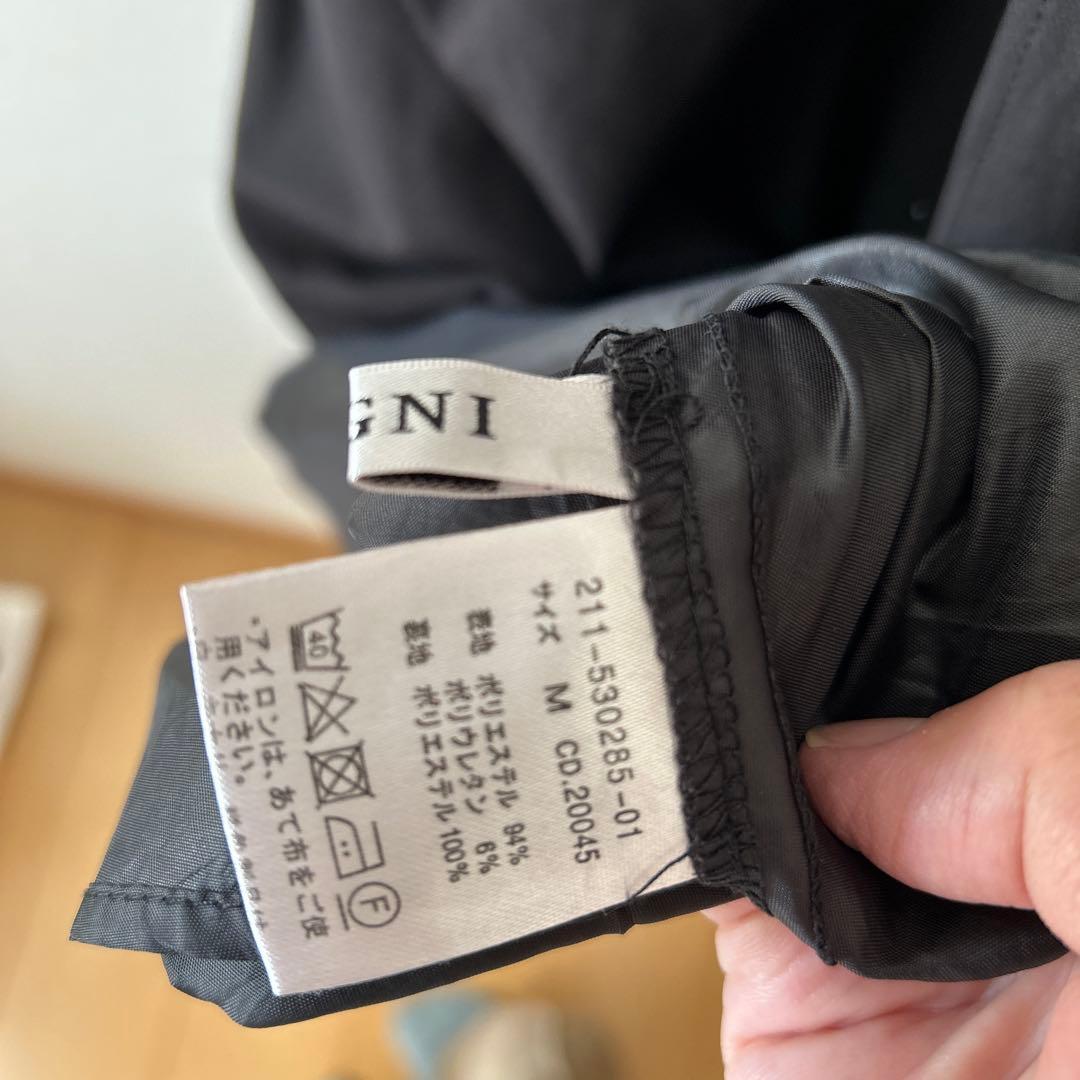 GNI
211-530285-01
サイズ M CD.20045
表地 ポリエステル 94%
ポリウレタン 6%
裏地 ポリエステル 100%
40
F
・アイロンは、あて布をご使
用ください。